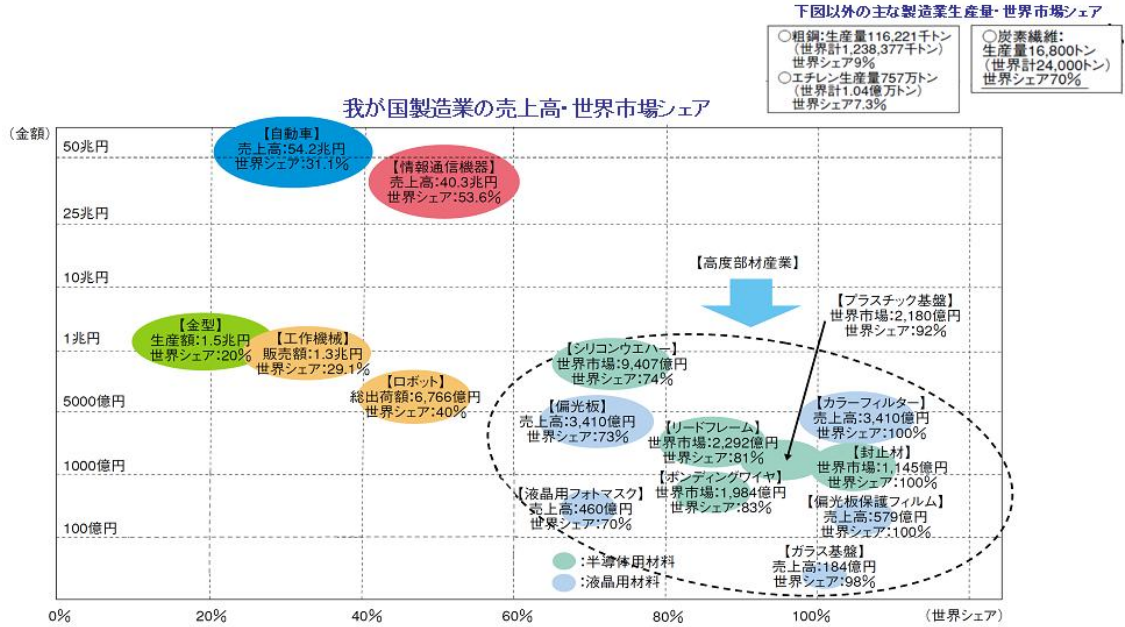 下図以外の主な製造業生産量・世界市場シェア
○粗鋼:生産量116,221千トン
(世界計1,238,377千トン)
世界シェア9%
○エチレン生産量757万トン
(世界計1.04億万トン)
世界シェア7.3%
○炭素繊維:
生産量16,800トン
(世界計24,000トン)
世界シェア70%
我が国製造業の売上高・世界市場シェア
(金額)
50兆円
25兆円
10兆円
1兆円
5000億円
1000億円
100億円
【自動車】
売上高:54.2兆円
世界シェア:31.1%
【情報通信機器】
売上高:40.3兆円
世界シェア:53.6%
【高度部材産業】
【プラスチック基盤】
世界市場:2,180億円
世界シェア:92%
【金型】
生産額:1.5兆円
世界シェア:20%
【工作機械】
販売額:1.3兆円
世界シェア:29.1%
【ロボット】
総出荷額:6,766億円
世界シェア:40%
【シリコンウエハー】
世界市場:9,407億円
世界シェア:74%
【偏光板】
売上高:3,410億円
世界シェア:73%
【リードフレーム】
世界市場:2,292億円
世界シェア:81%
【カラーフィルター】
売上高:3,410億円
世界シェア:100%
【封止材】
世界市場:1,145億円
世界シェア:100%
【ボンディングワイヤ】
世界市場:1,984億円
世界シェア:83%
【液晶用フォトマスク】
売上高:460億円
世界シェア:70%
【偏光板保護フィルム】
売上高:579億円
世界シェア:100%
【ガラス基盤】
売上高:184億円
世界シェア:98%
:半導体用材料
:液晶用材料
0%
20%
40%
60%
80%
100%
(世界シェア)